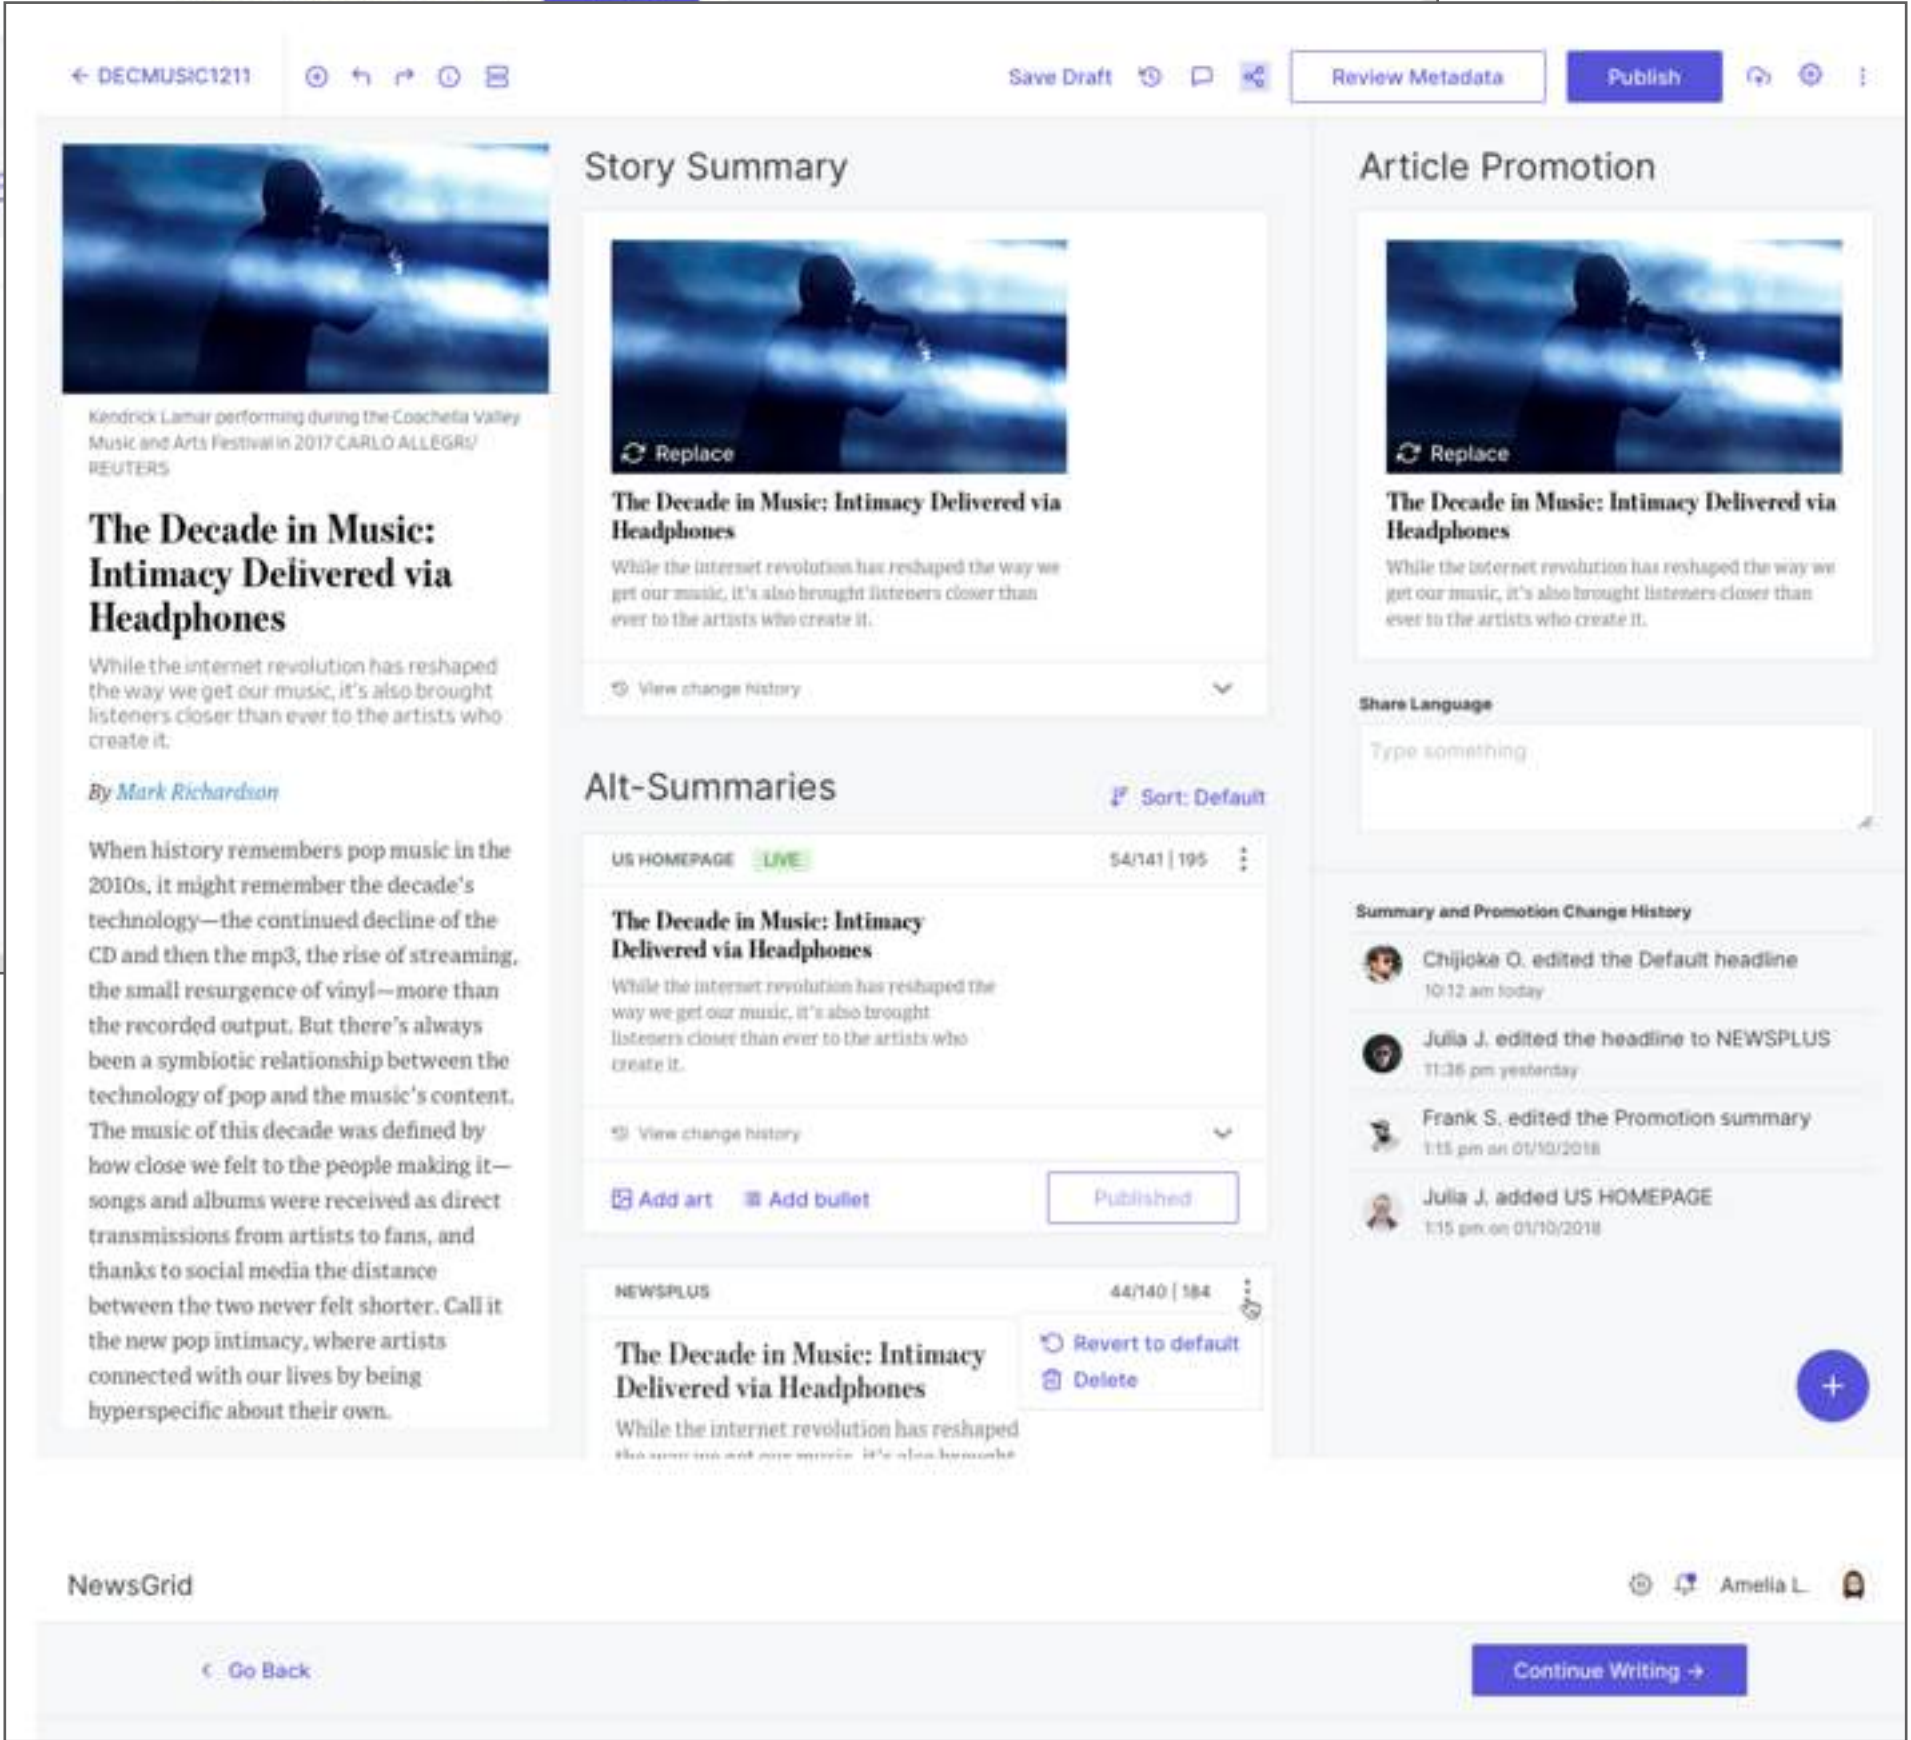 ← DECMUSIC1211
Save Draft
Review Metadata
Publish
Kendrick Lamar performing during the Coachella Valley
Music and Arts Festival in 2017 CARLO ALLEGRI/
REUTERS
The Decade in Music:
Intimacy Delivered via
Headphones
While the internet revolution has reshaped
the way we get our music, it's also brought
listeners closer than ever to the artists who
create it.
By Mark Richardson
When history remembers pop music in the
2010s, it might remember the decade's
technology—the continued decline of the
CD and then the mp3, the rise of streaming,
the small resurgence of vinyl—more than
the recorded output. But there's always
been a symbiotic relationship between the
technology of pop and the music's content.
The music of this decade was defined by
how close we felt to the people making it—
songs and albums were received as direct
transmissions from artists to fans, and
thanks to social media the distance
between the two never felt shorter. Call it
the new pop intimacy, where artists
connected with our lives by being
hyperspecific about their own.
Story Summary
Replace
The Decade in Music: Intimacy Delivered via
Headphones
While the internet revolution has reshaped the way we
get our music, it's also brought listeners closer than
ever to the artists who create it.
View change history
Alt-Summaries
Sort: Default
US HOMEPAGE LIVE 54/141 | 195
The Decade in Music: Intimacy
Delivered via Headphones
While the internet revolution has reshaped the
way we get our music, it's also brought
listeners closer than ever to the artists who
create it.
View change history
Add art
Add bullet
Published
NEWSPLUS 44/140 | 184
Revert to default
Delete
The Decade in Music: Intimacy
Delivered via Headphones
While the internet revolution has reshaped
the way we get our music, it's also brought
Article Promotion
Replace
The Decade in Music: Intimacy Delivered via
Headphones
While the internet revolution has reshaped the way we
get our music, it's also brought listeners closer than
ever to the artists who create it.
Share Language
Type something
Summary and Promotion Change History
Chijioke O. edited the Default headline
10:12 am today
Julia J. edited the headline to NEWSPLUS
11:36 pm yesterday
Frank S. edited the Promotion summary
1:15 pm on 01/10/2018
Julia J. added US HOMEPAGE
1:15 pm on 01/10/2018
NewsGrid
Amelia L.
Go Back
Continue Writing →